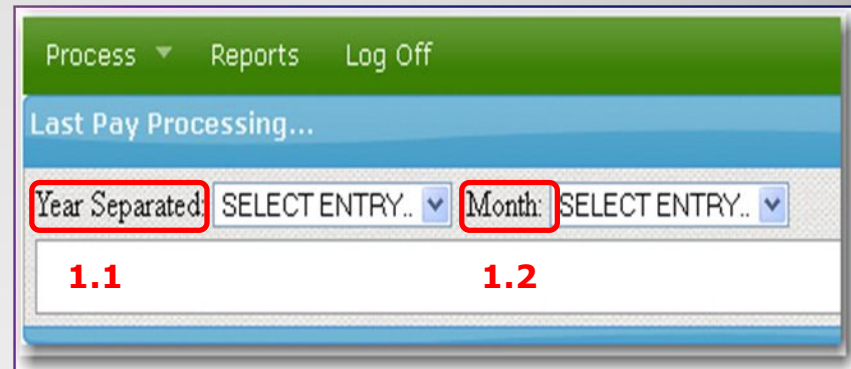 Process Reports Log Off
Last Pay Processing...
Year Separated: SELECT ENTRY.. Month: SELECT ENTRY..
1.1 1.2